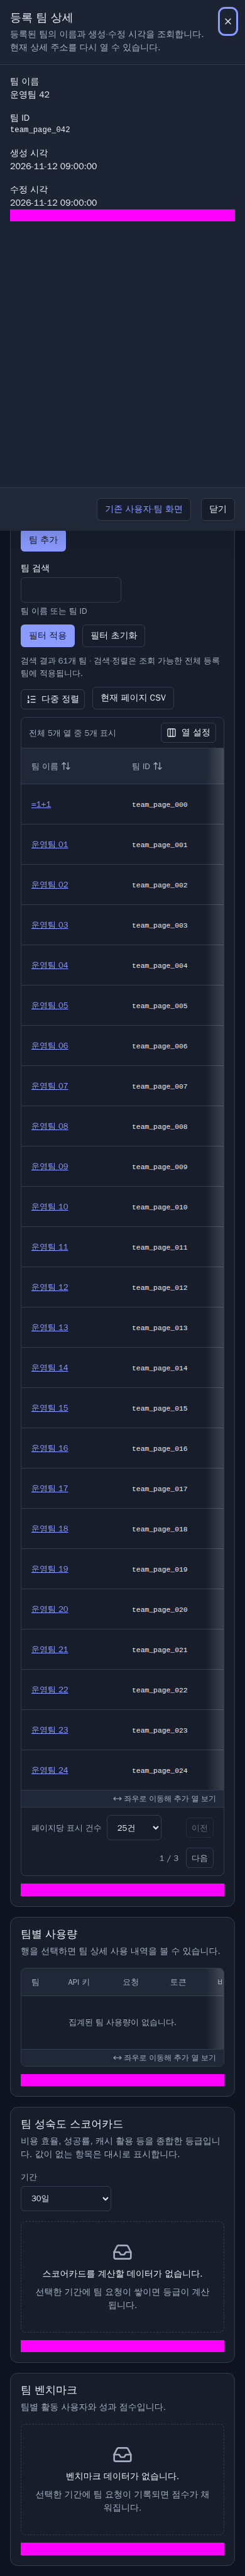 등록 팀 상세
등록된 팀의 이름과 생성·수정 시각을 조회합니다.
현재 상세 주소를 다시 열 수 있습니다.
팀 이름
운영팀 42
팀 ID
team_page_042
생성 시각
2026-11-12 09:00:00
수정 시각
2026-11-12 09:00:00
기존 사용자·팀 화면
닫기
팀 추가
팀 검색
팀 이름 또는 팀 ID
필터 적용
필터 초기화
검색 결과 61개 팀 · 검색·정렬은 조회 가능한 전체 등록
팀에 적용됩니다.
다중 정렬
현재 페이지 CSV
전체 5개 열 중 5개 표시
열 설정
팀 이름
팀 ID
=1+1 team_page_000
운영팀 01 team_page_001
운영팀 02 team_page_002
운영팀 03 team_page_003
운영팀 04 team_page_004
운영팀 05 team_page_005
운영팀 06 team_page_006
운영팀 07 team_page_007
운영팀 08 team_page_008
운영팀 09 team_page_009
운영팀 10 team_page_010
운영팀 11 team_page_011
운영팀 12 team_page_012
운영팀 13 team_page_013
운영팀 14 team_page_014
운영팀 15 team_page_015
운영팀 16 team_page_016
운영팀 17 team_page_017
운영팀 18 team_page_018
운영팀 19 team_page_019
운영팀 20 team_page_020
운영팀 21 team_page_021
운영팀 22 team_page_022
운영팀 23 team_page_023
운영팀 24 team_page_024
↔ 좌우로 이동해 추가 열 보기
페이지당 표시 건수 25건 이전
1 / 3 다음
팀별 사용량
행을 선택하면 팀 상세 사용 내역을 볼 수 있습니다.
팀 API 키 요청 토큰
집계된 팀 사용량이 없습니다.
↔ 좌우로 이동해 추가 열 보기
팀 성숙도 스코어카드
비용 효율, 성공률, 캐시 활용 등을 종합한 등급입니
다. 값이 없는 항목은 대시로 표시합니다.
기간
30일
스코어카드를 계산할 데이터가 없습니다.
선택한 기간에 팀 요청이 쌓이면 등급이 계산
됩니다.
팀 벤치마크
팀별 활동 사용자와 성과 점수입니다.
벤치마크 데이터가 없습니다.
선택한 기간에 팀 요청이 기록되면 점수가 채
워집니다.